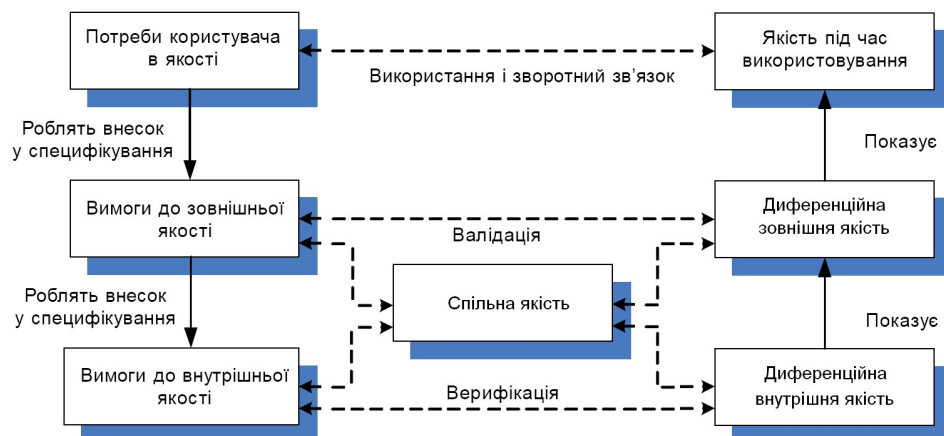 Потреби користувача
в якості
Якість під час
використовування
Використання і зворотний зв'язок
Роблять внесок
у специфікування
Показує
Вимоги до зовнішньої
якості
Диференційна
зовнішня якість
Валідація
Спільна якість
Роблять внесок
у специфікування
Показує
Вимоги до внутрішньої
якості
Диференційна
внутрішня якість
Верифікація